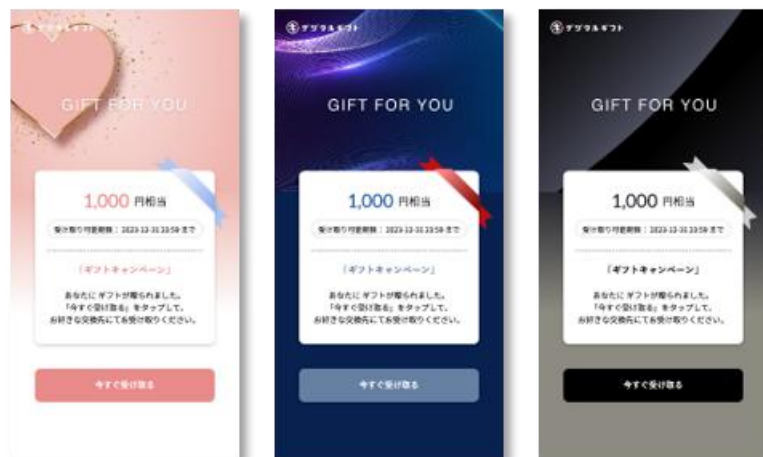 デジタルギフト
GIFT FOR YOU
1,000 円相当
受け取り可能期限：2023-12-31 23:59 まで
「ギフトキャンペーン」
あなたに ギフトが贈られました。
「今すぐ受け取る」をタップして、
お好きな交換先にてお受け取りください。
今すぐ受け取る
デジタルギフト
GIFT FOR YOU
1,000 円相当
受け取り可能期限：2023-12-31 23:59 まで
「ギフトキャンペーン」
あなたに ギフトが贈られました。
「今すぐ受け取る」をタップして、
お好きな交換先にてお受け取りください。
今すぐ受け取る
デジタルギフト
GIFT FOR YOU
1,000 円相当
受け取り可能期限：2023-12-31 23:59 まで
「ギフトキャンペーン」
あなたに ギフトが贈られました。
「今すぐ受け取る」をタップして、
お好きな交換先にてお受け取りください。
今すぐ受け取る